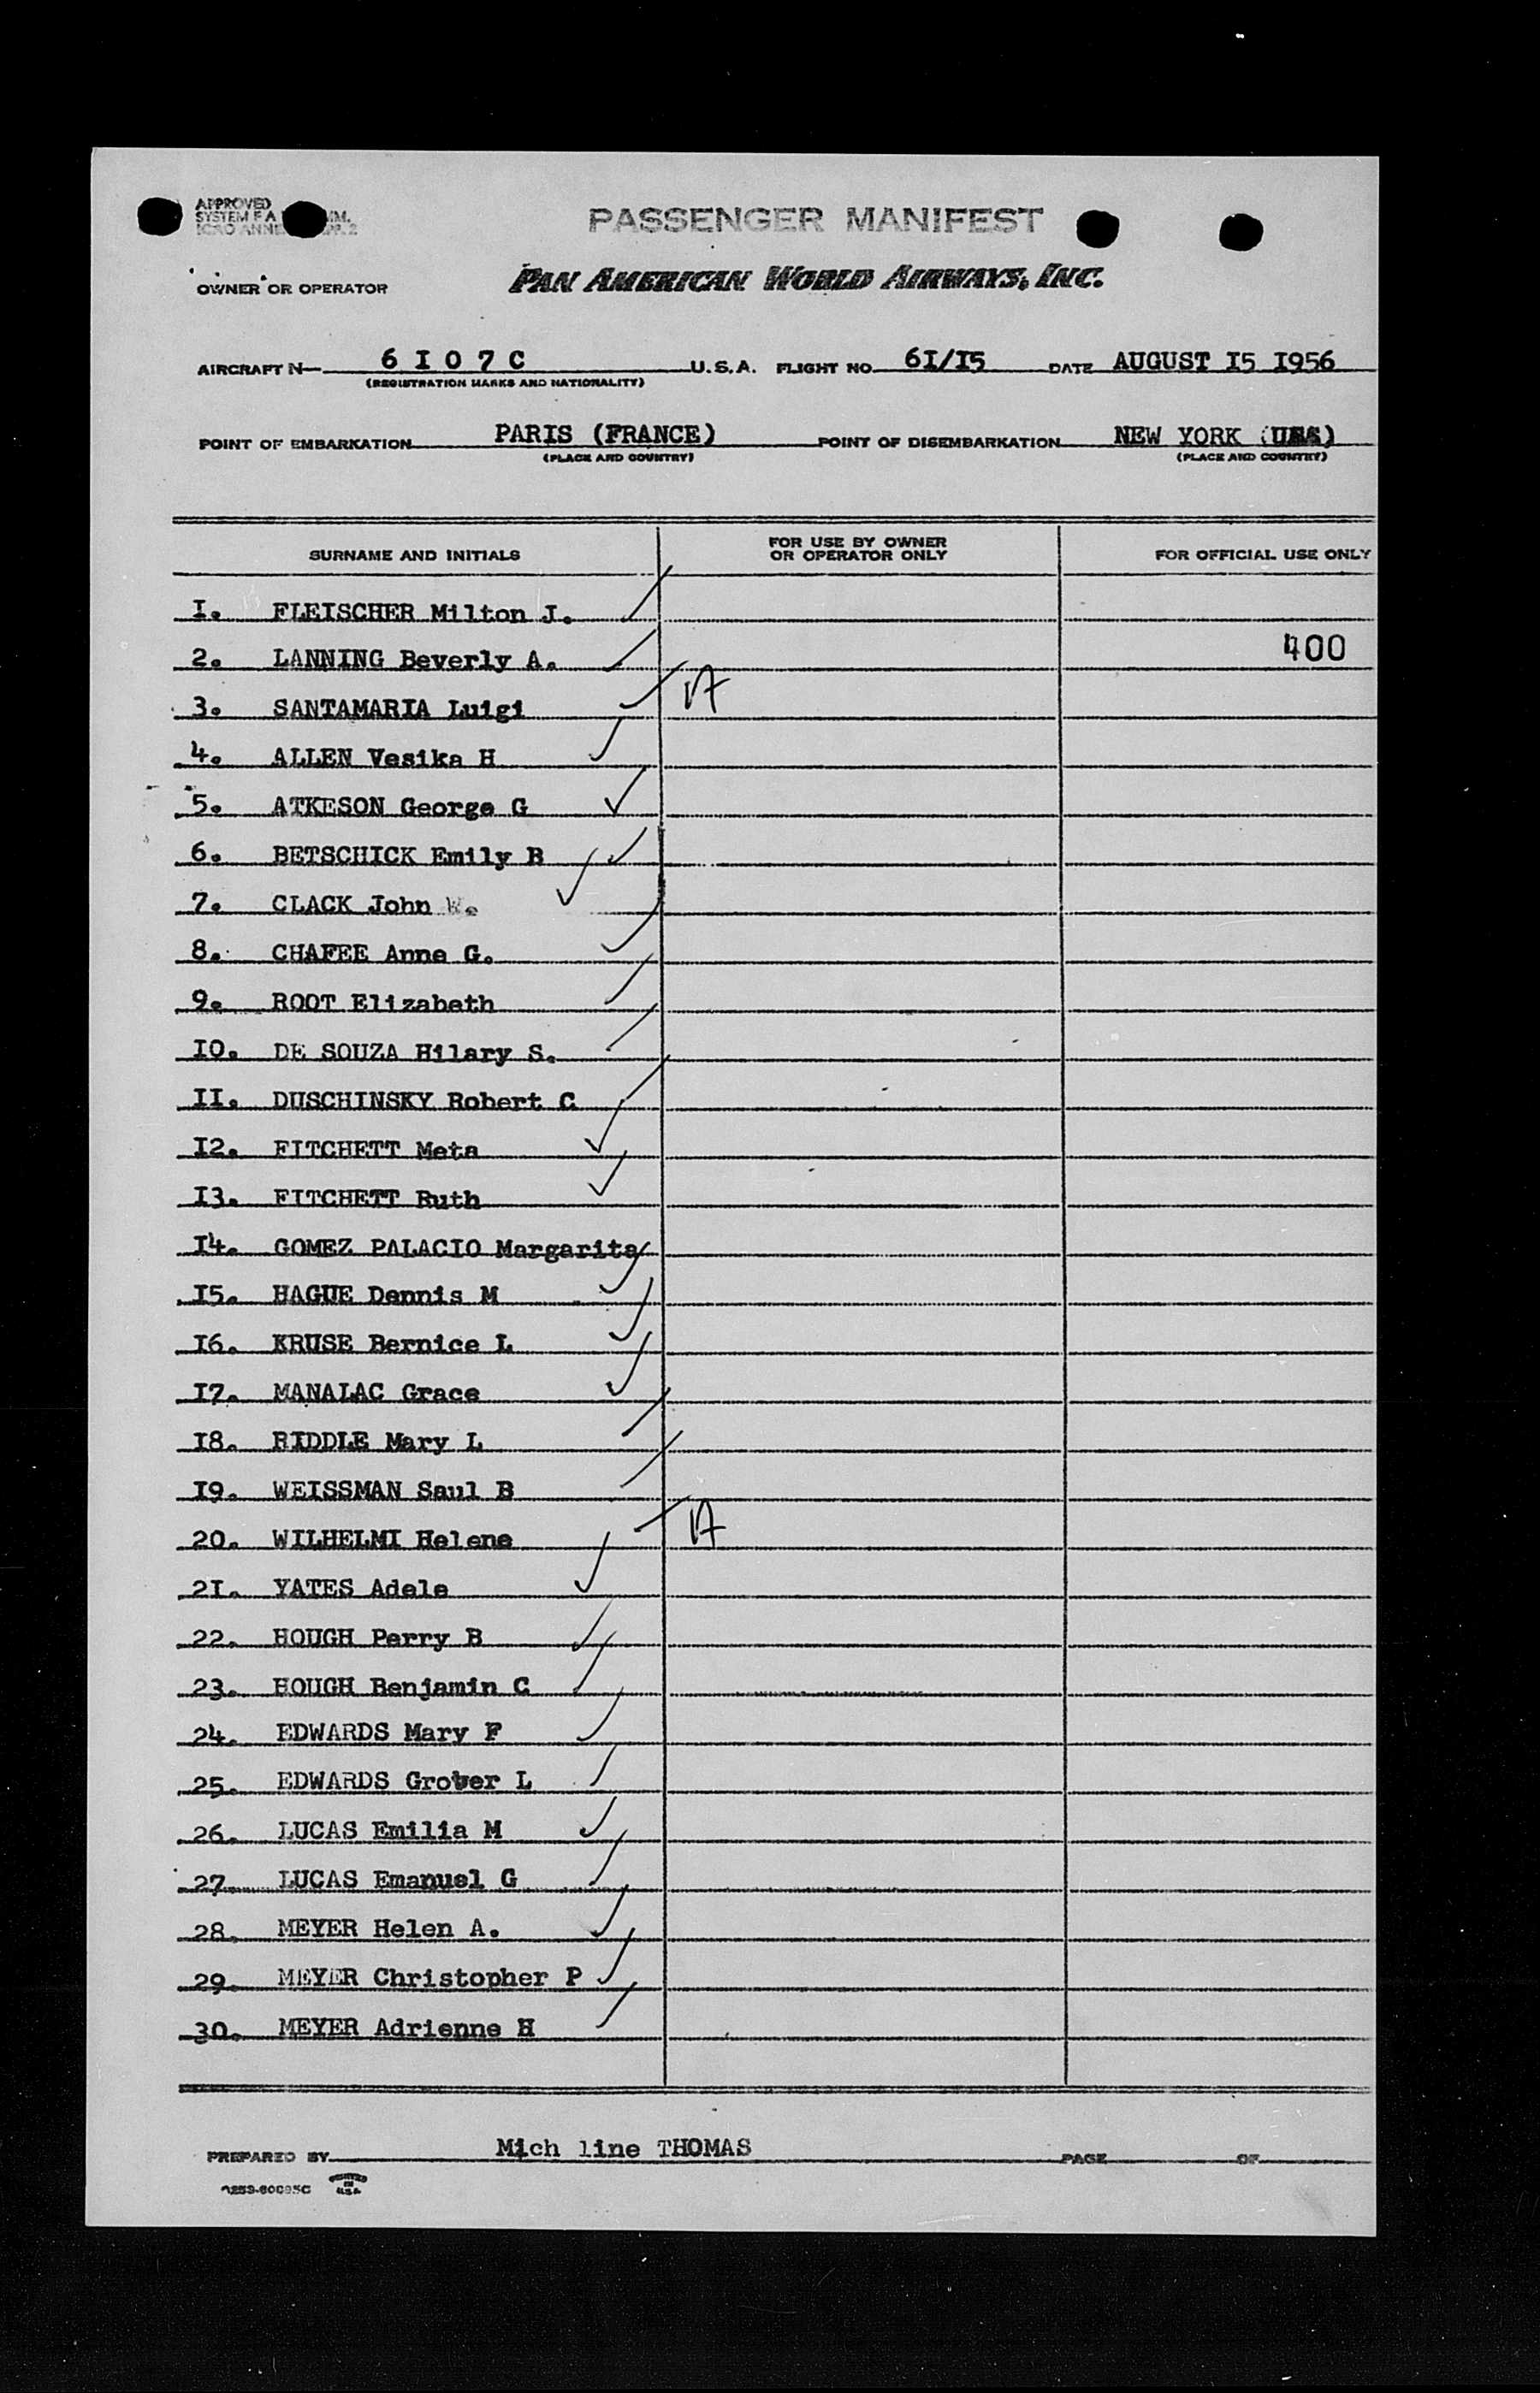 APPROVED
SYSTEM F A
PASSENGER MANIFEST
OWNER OR OPERATOR PAN AMERICAN WORLD AIRWAYS, INC.
AIRCRAFT N— 6 I 0 7 C U.S.A. FLIGHT NO. 6I/I5 DATE AUGUST I5 I956
(REGISTRATION MARKS AND NATIONALITY)
POINT OF EMBARKATION PARIS (FRANCE) POINT OF DISEMBARKATION NEW YORK (USA)
(PLACE AND COUNTRY) (PLACE AND COUNTRY)
SURNAME AND INITIALS FOR USE BY OWNER OR OPERATOR ONLY FOR OFFICIAL USE ONLY
I. FLEISCHER Milton J.
2. LANNING Beverly A. 400
3. SANTAMARIA Luigi
4. ALLEN Vesika H
5. ATKESON George G
6. BETSCHICK Emily B
7. CLACK John W.
8. CHAFEE Anne G.
9. ROOT Elizabeth
I0. DE SOUZA Hilary S.
II. DUSCHINSKY Robert C
I2. FITCHETT Meta
I3. FITCHETT Ruth
I4. GOMEZ PALACIO Margarita
I5. HAGUE Dennis M
I6. KRUSE Bernice L
I7. MANALAC Grace
I8. RIDDLE Mary L
I9. WEISSMAN Saul B
20. WILHELMI Helene
2I. YATES Adele
22. HOUGH Perry B
23. HOUGH Benjamin C
24. EDWARDS Mary F
25. EDWARDS Grover L
26. LUCAS Emilia M
27. LUCAS Emanuel G
28. MEYER Helen A.
29. MEYER Christopher P
30. MEYER Adrienne H
PREPARED BY Mich line THOMAS PAGE OF
PRINTED IN U.S.A.